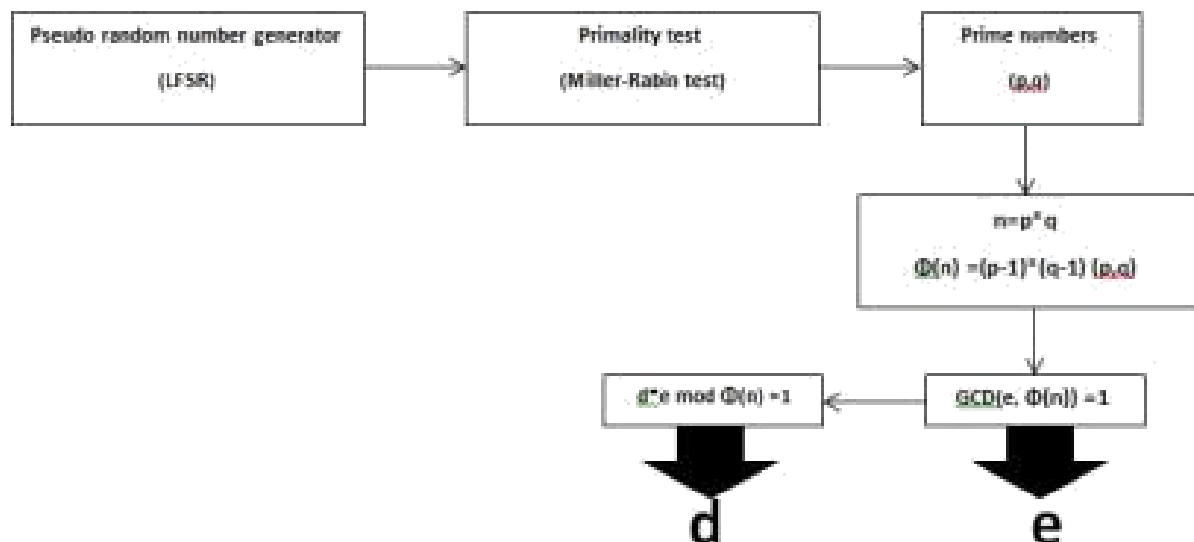 Pseudo random number generator
(LFSR)
Primality test
(Miller-Rabin test)
Prime numbers
(p,q)
n=p* q
Φ(n) =(p-1)*(q-1) (p,q)
GCD(e, Φ(n)) =1
d*e mod Φ(n) =1
d
e